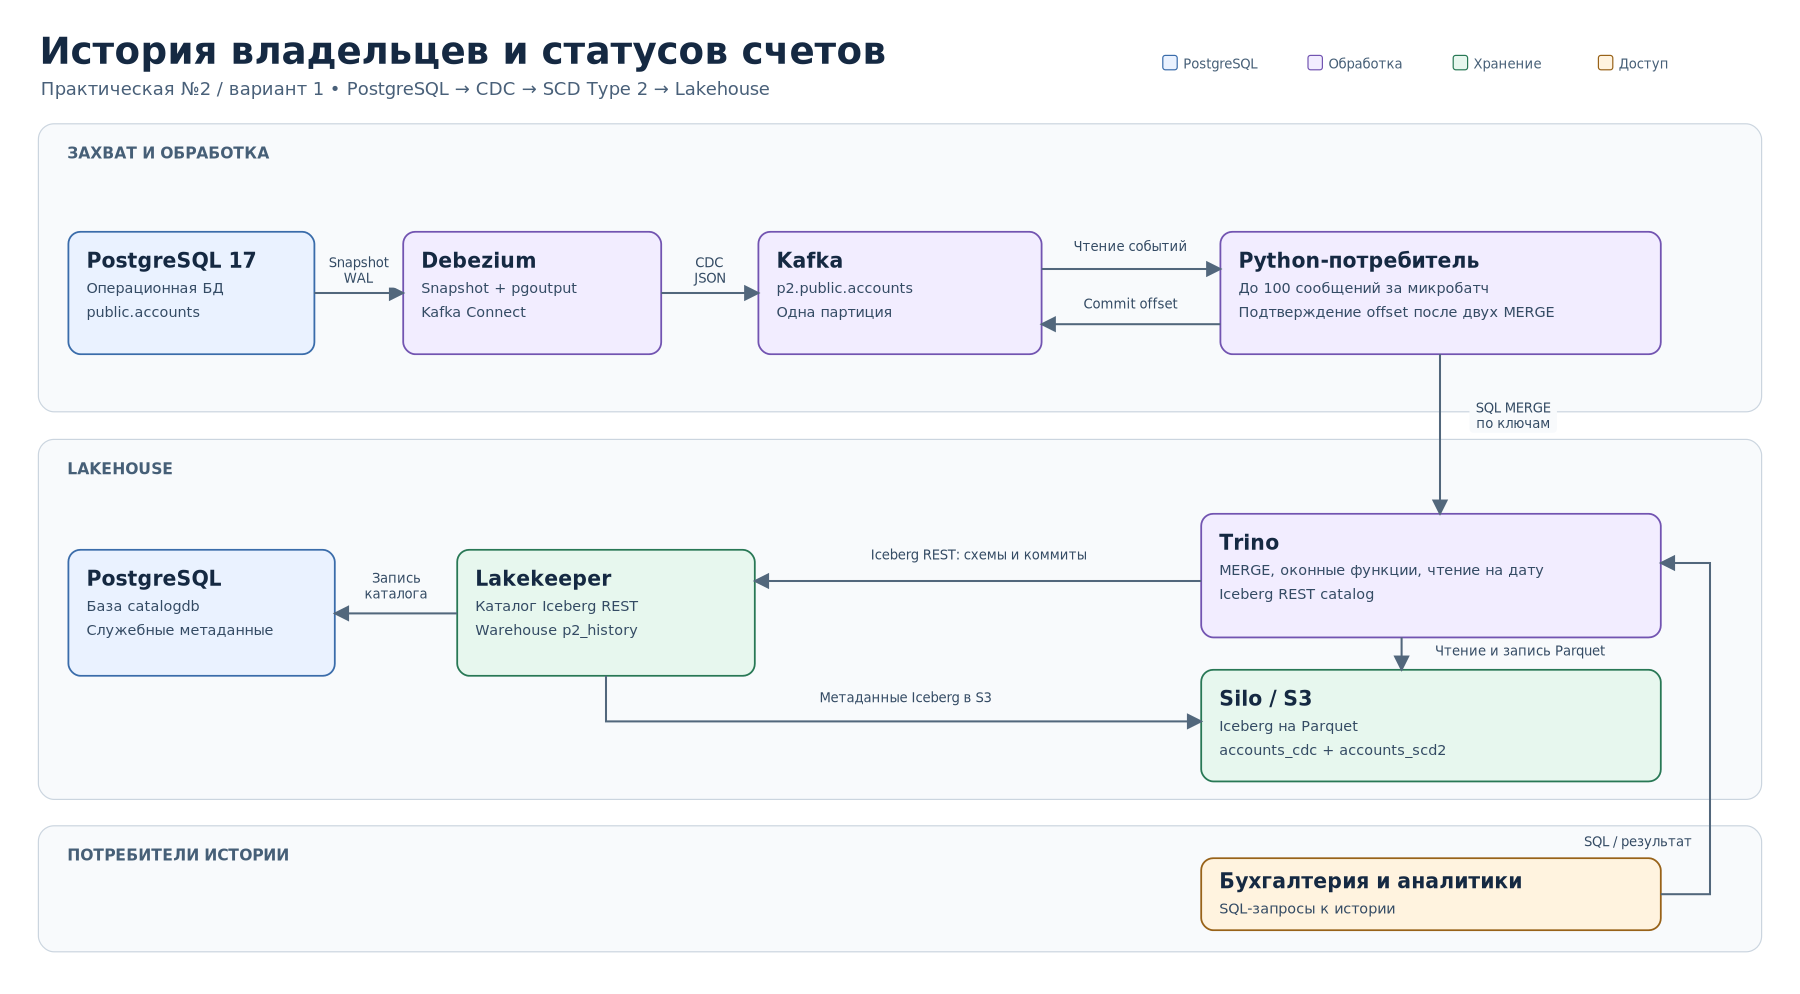 История владельцев и статусов счетов
Практическая №2 / вариант 1 • PostgreSQL → CDC → SCD Type 2 → Lakehouse
PostgreSQL
Обработка
Хранение
Доступ
ЗАХВАТ И ОБРАБОТКА
PostgreSQL 17
Операционная БД
public.accounts
Snapshot
WAL
Debezium
Snapshot + pgoutput
Kafka Connect
CDC
JSON
Kafka
p2.public.accounts
Одна партиция
Чтение событий
Commit offset
Python-потребитель
До 100 сообщений за микробатч
Подтверждение offset после двух MERGE
SQL MERGE
по ключам
LAKEHOUSE
PostgreSQL
База catalogdb
Служебные метаданные
Запись
каталога
Lakekeeper
Каталог Iceberg REST
Warehouse p2_history
Iceberg REST: схемы и коммиты
Trino
MERGE, оконные функции, чтение на дату
Iceberg REST catalog
Чтение и запись Parquet
Метаданные Iceberg в S3
Silo / S3
Iceberg на Parquet
accounts_cdc + accounts_scd2
ПОТРЕБИТЕЛИ ИСТОРИИ
SQL / результат
Бухгалтерия и аналитики
SQL-запросы к истории